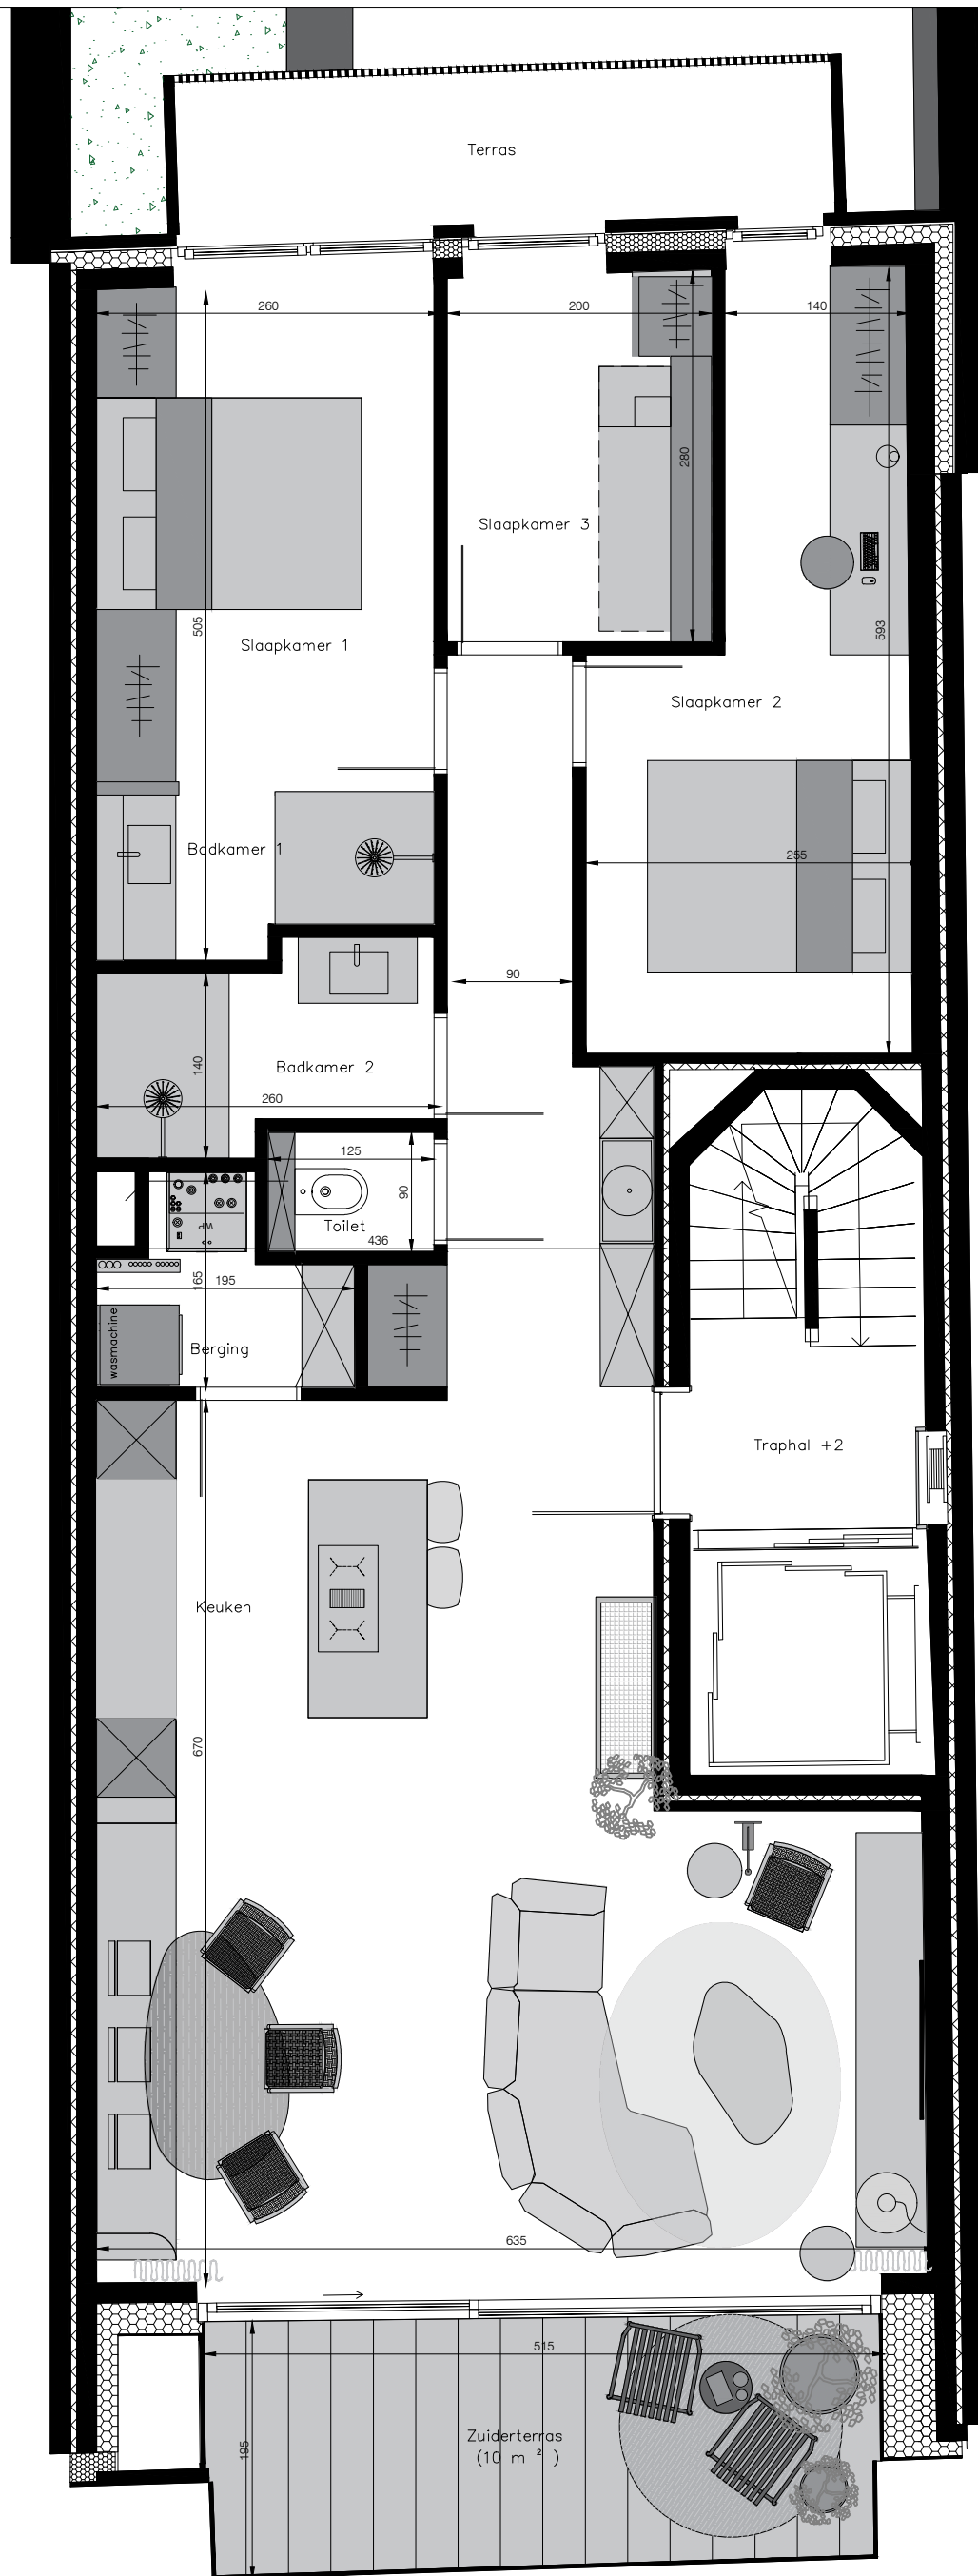 Terras
260
200
140
280
Slaapkamer 3
505
593
Slaapkamer 1
Slaapkamer 2
Badkamer 1
255
90
140
Badkamer 2
260
125
90
WP
Toilet
436
165
195
wasmachine
Berging
Traphal +2
Keuken
670
635
515
195
Zuiderterras
(10 m ² )